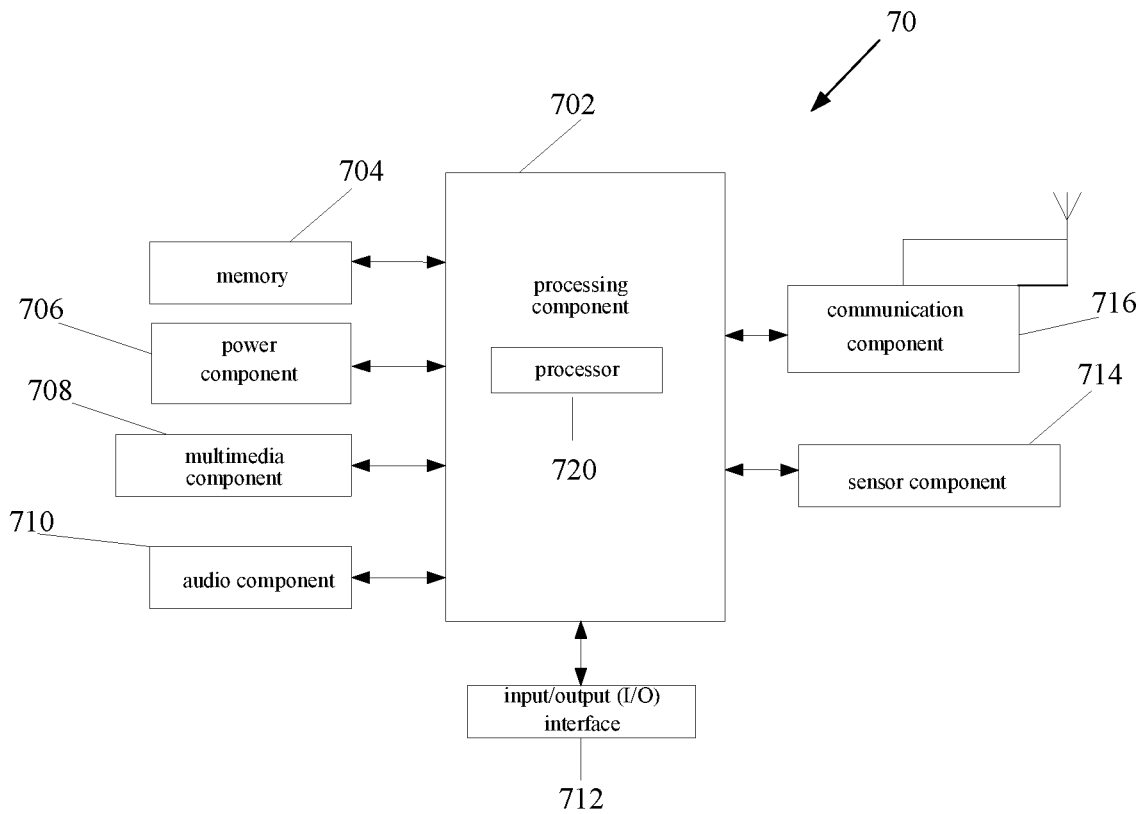 70
702
704
memory
706
power
component
708
multimedia
component
710
audio component
processing
component
processor
720
communication
component
716
714
sensor component
input/output (I/O)
interface
712